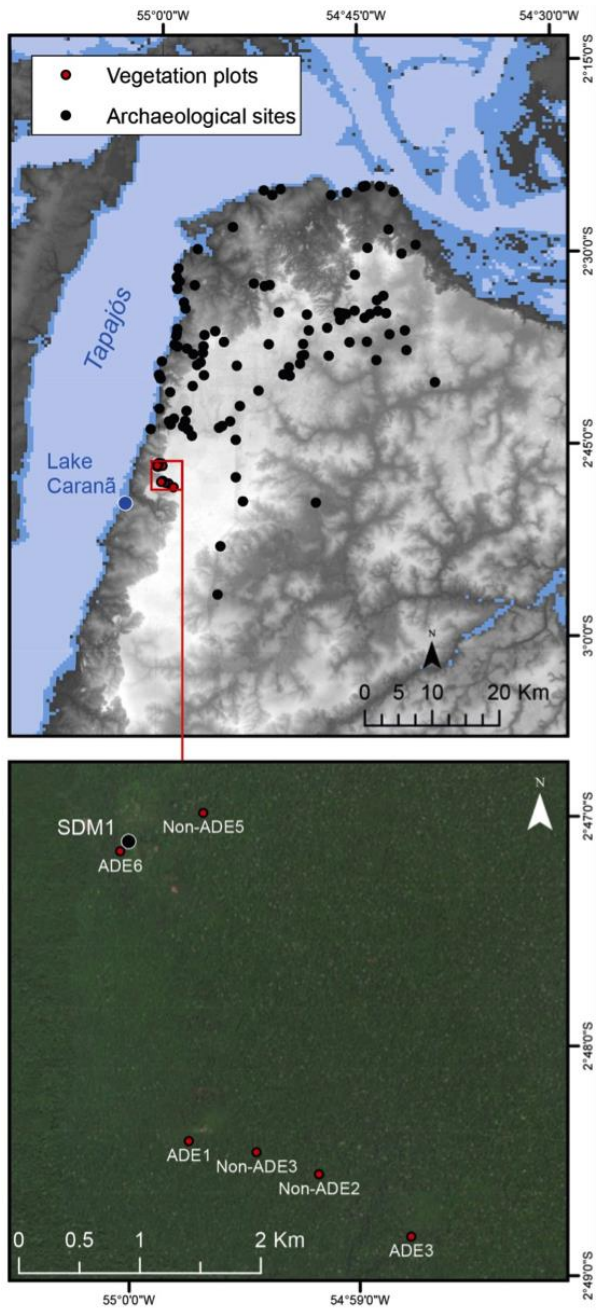 55°0'0"W 54°45'0"W 54°30'0"W
Vegetation plots
Archaeological sites
2°15'0"S
2°30'0"S
Tapajós
2°45'0"S
Lake
Caranã
3°0'0"S
N
0 5 10 20 Km
N
2°47'0"S
SDM1
Non-ADE5
ADE6
2°48'0"S
ADE1
Non-ADE3
Non-ADE2
ADE3
0 0.5 1 2 Km
2°49'0"S
55°0'0"W 54°59'0"W